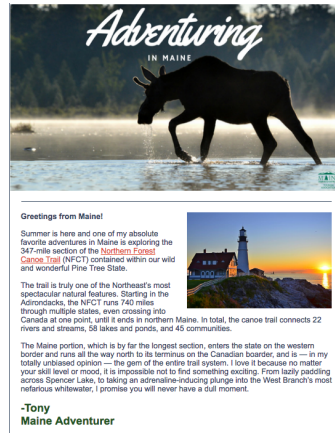 Adventuring
IN MAINE
Greetings from Maine!
Summer is here and one of my absolute
favorite adventures in Maine is exploring the
347-mile section of the Northern Forest
Canoe Trail (NFCT) contained within our wild
and wonderful Pine Tree State.
The trail is truly one of the Northeast's most
spectacular natural features. Starting in the
Adirondacks, the NFCT runs 740 miles
through multiple states, even crossing into
Canada at one point, until it ends in northern Maine. In total, the canoe trail connects 22
rivers and streams, 58 lakes and ponds, and 45 communities.
The Maine portion, which is by far the longest section, enters the state on the western
border and runs all the way north to its terminus on the Canadian boarder, and is — in my
totally unbiased opinion — the gem of the entire trail system. I love it because no matter
your skill level or mood, it is impossible not to find something exciting. From lazily paddling
across Spencer Lake, to taking an adrenaline-inducing plunge into the West Branch's most
nefarious whitewater, I promise you will never have a dull moment.
-Tony
Maine Adventurer